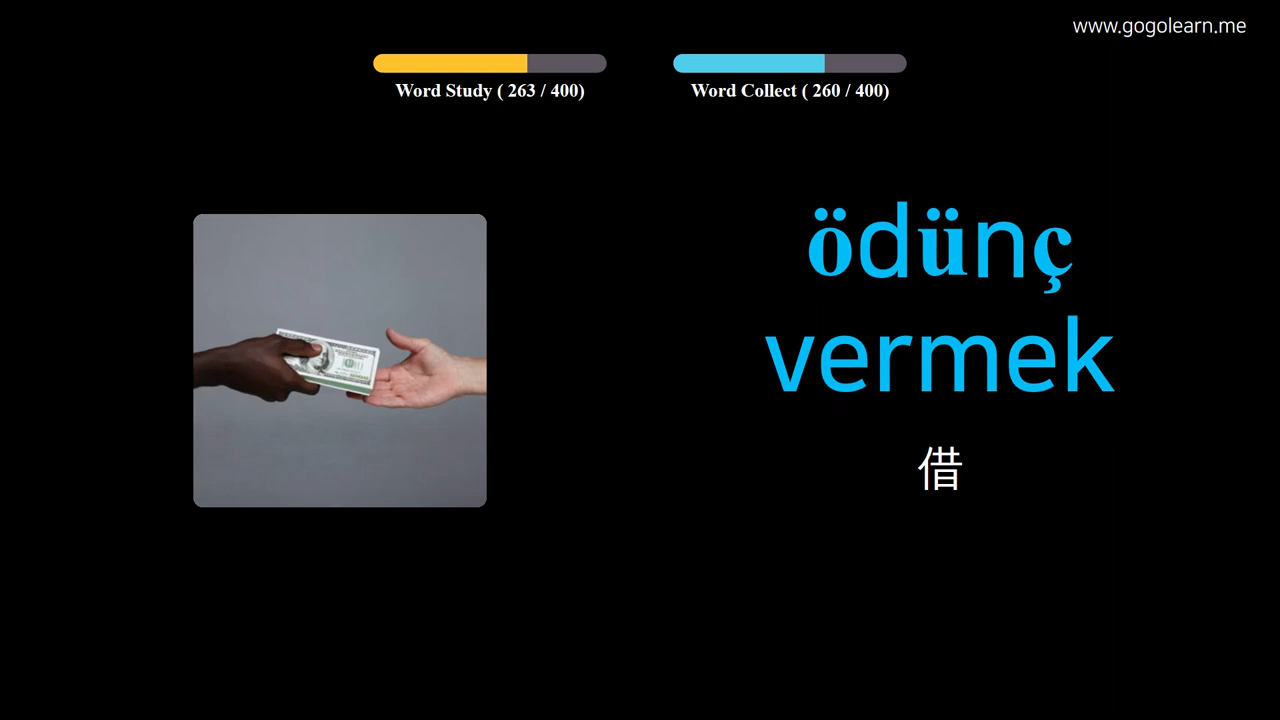 www.gogolearn.me
Word Study ( 263 / 400)
Word Collect ( 260 / 400)
ödünç
vermek
借